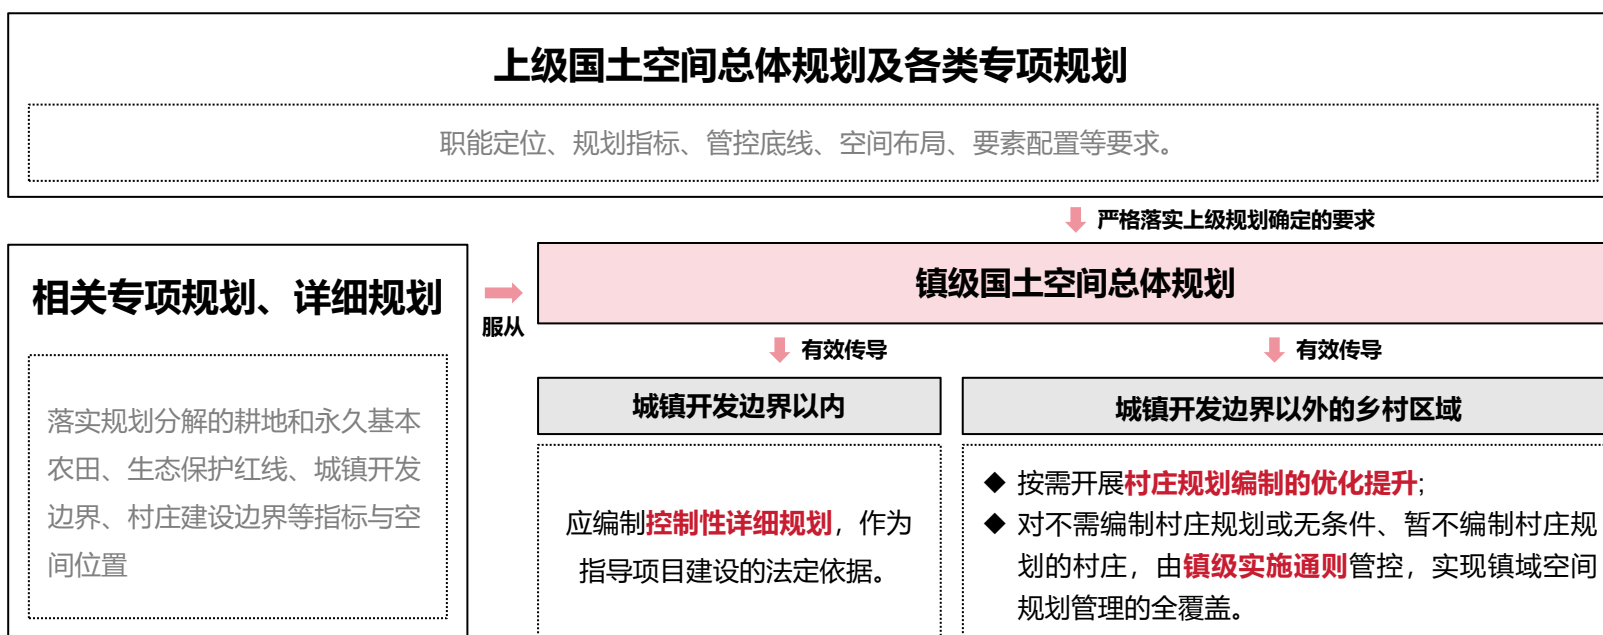 上级国土空间总体规划及各类专项规划
职能定位、规划指标、管控底线、空间布局、要素配置等要求。
严格落实上级规划确定的要求
相关专项规划、详细规划
落实规划分解的耕地和永久基本
农田、生态保护红线、城镇开发
边界、村庄建设边界等指标与空
间位置
服从
镇级国土空间总体规划
有效传导
有效传导
城镇开发边界以内
应编制控制性详细规划，作为
指导项目建设的法定依据。
城镇开发边界以外的乡村区域
◆ 按需开展村庄规划编制的优化提升;
◆ 对不需编制村庄规划或无条件、暂不编制村庄规
划的村庄，由镇级实施通则管控，实现镇域空间
规划管理的全覆盖。